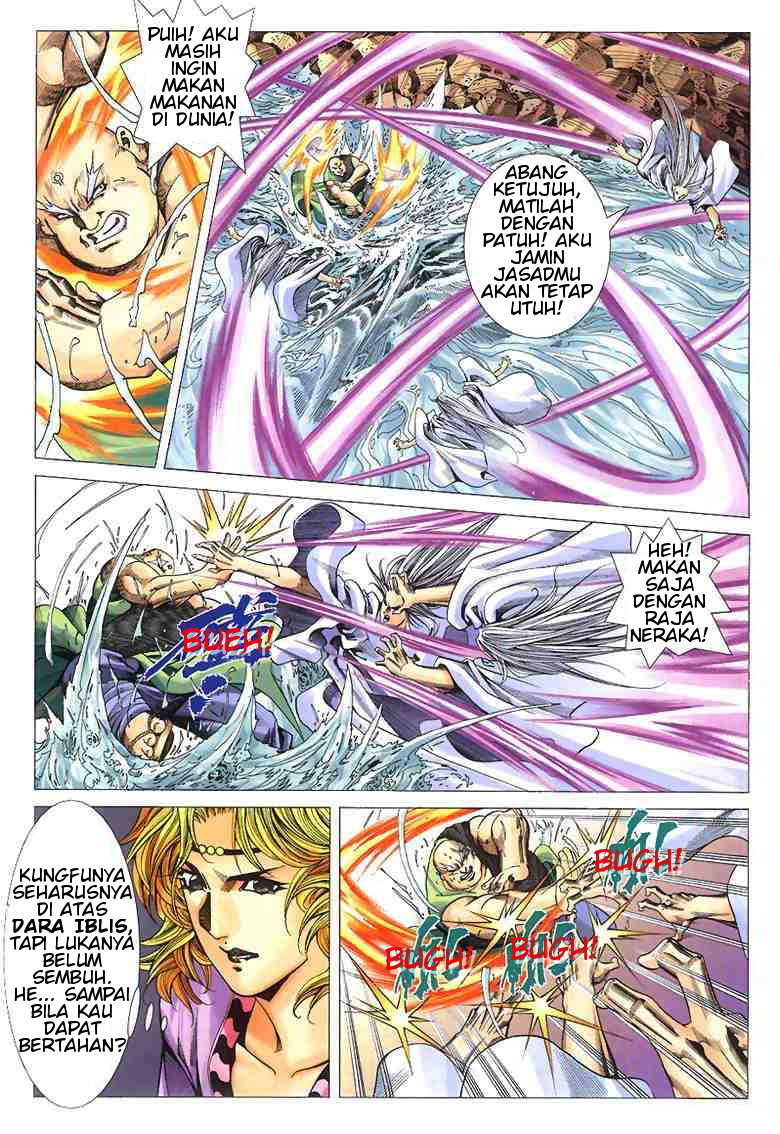 PUIH! AKU
MASIH
INGIN
MAKAN
MAKANAN
DI DUNIA!
ABANG
KETUJUH,
MATILAH
DENGAN
PATUH! AKU
JAMIN
JASADMU
AKAN TETAP
UTUH!
HEH!
MAKAN
SAJA
DENGAN
RAJA
NERAKA!
BUEH!
KUNGFUNYA
SEHARUSNYA
DI ATAS
DARA IBLIS,
TAPI LUKANYA
BELUM
SEMBUH.
HE... SAMPAI
BILA KAU
DAPAT
BERTAHAN?
BUGH!
BUGH!
BUGH!